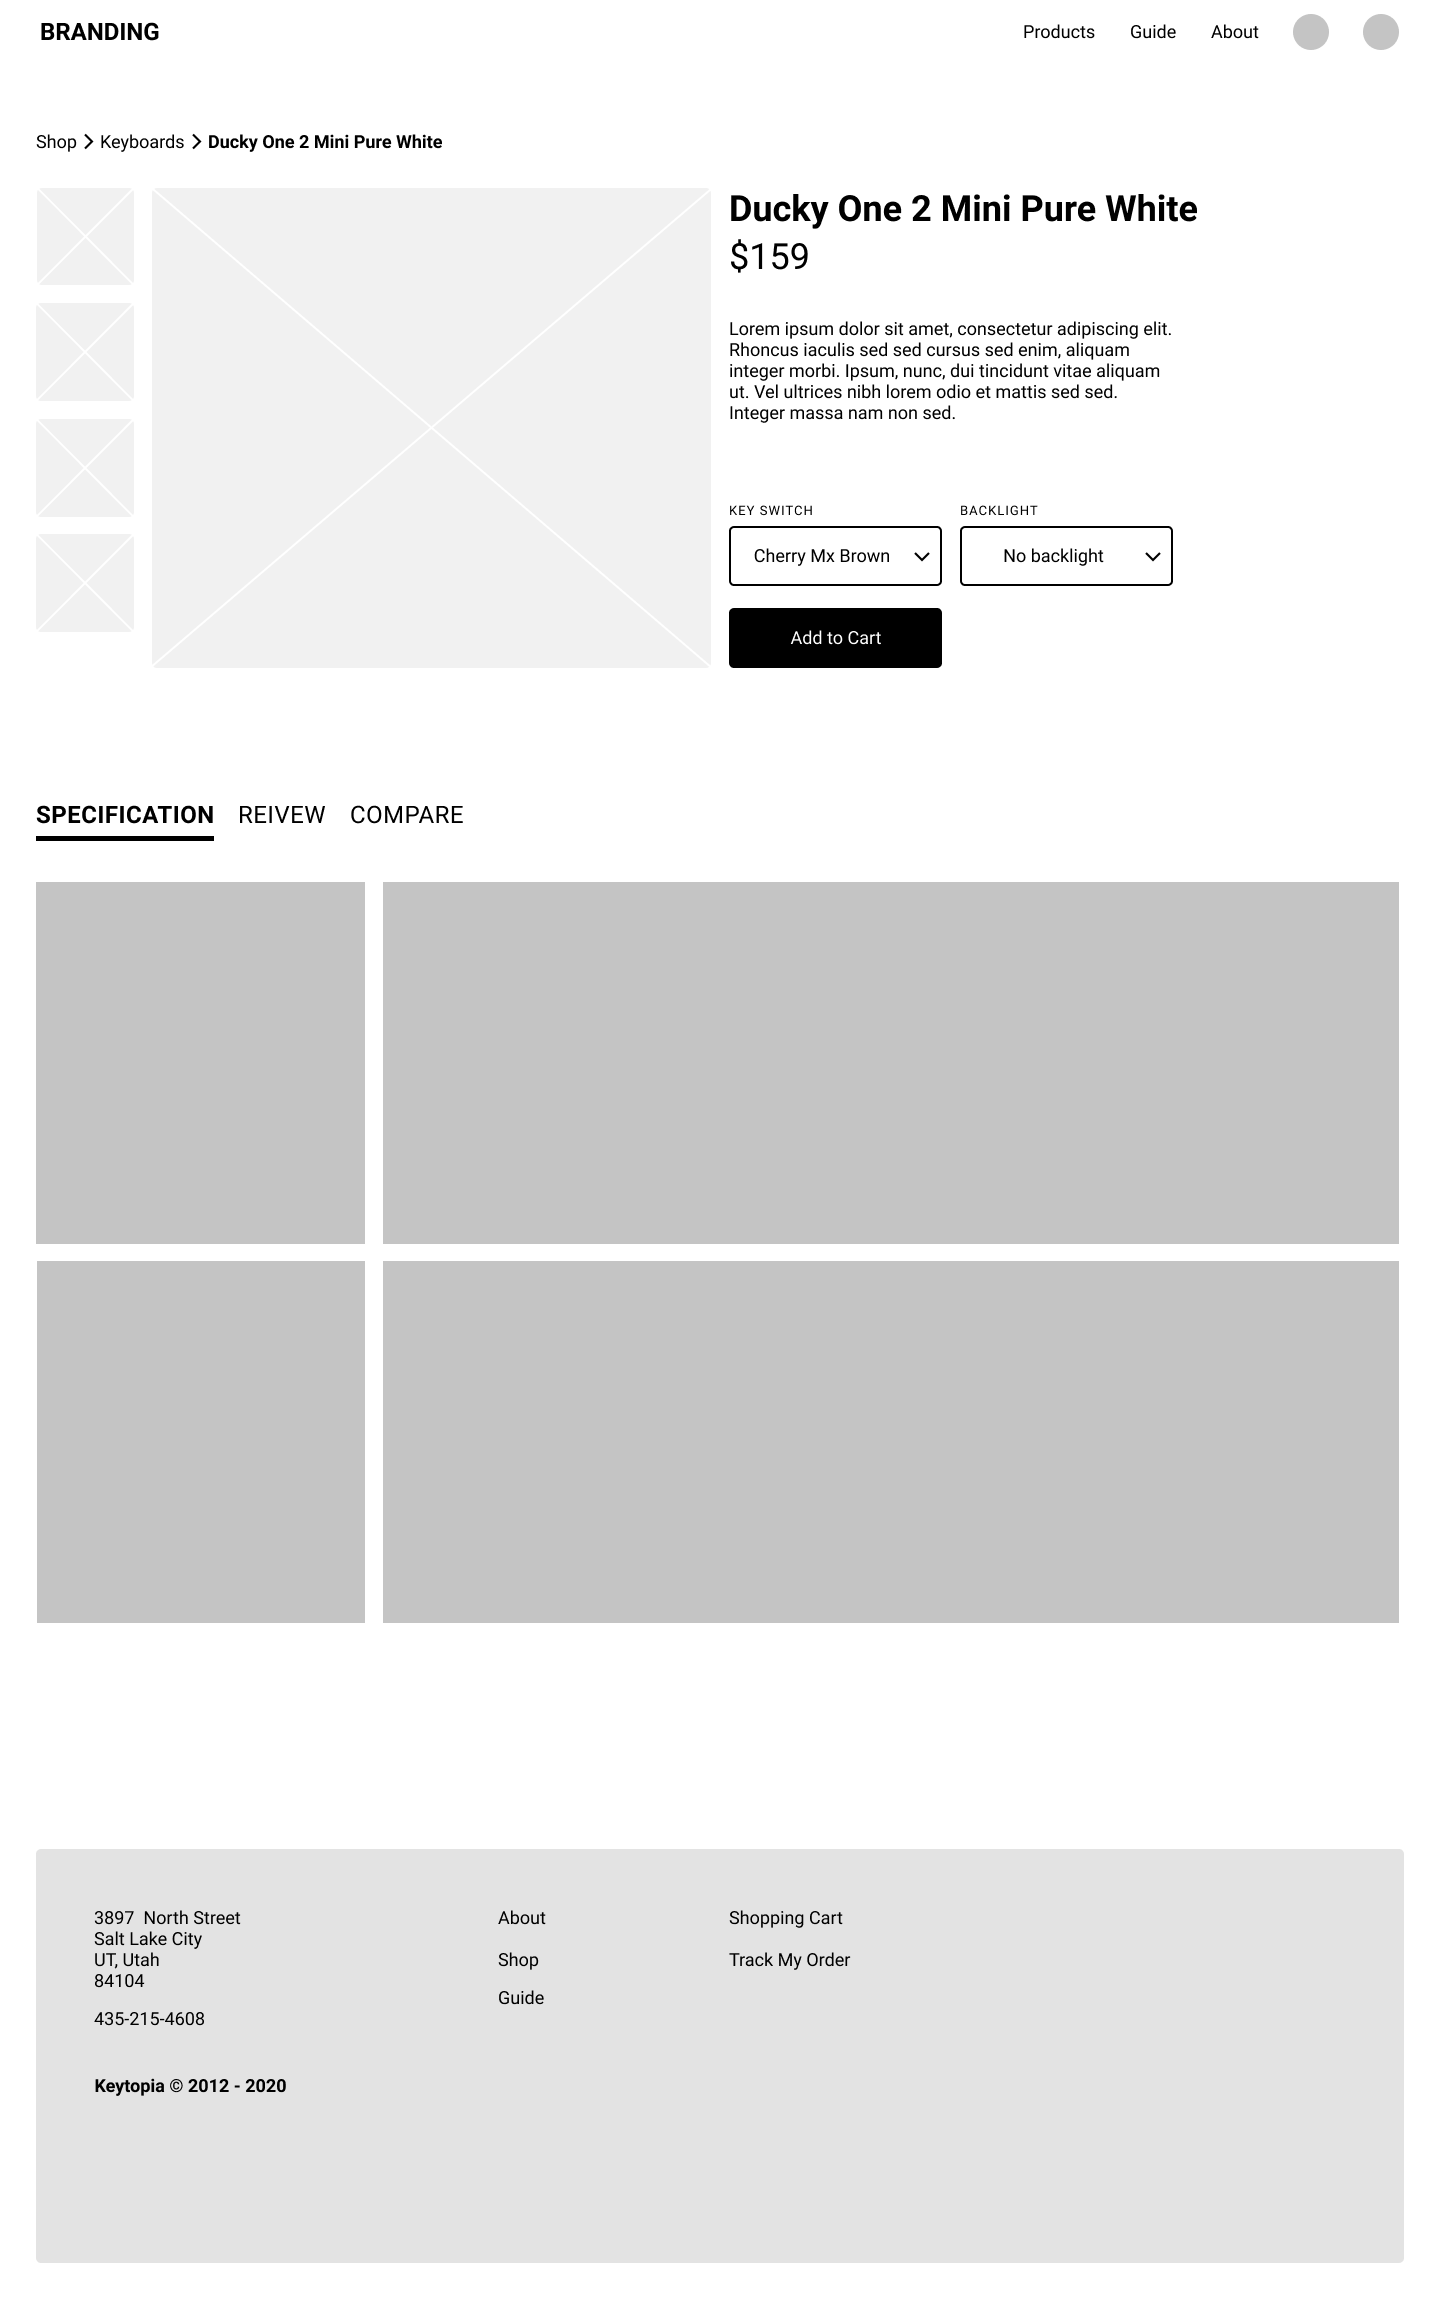 BRANDING
Products Guide About
Shop Keyboards Ducky One 2 Mini Pure White
Ducky One 2 Mini Pure White
$159
Lorem ipsum dolor sit amet, consectetur adipiscing elit.
Rhoncus iaculis sed sed cursus sed enim, aliquam
integer morbi. Ipsum, nunc, dui tincidunt vitae aliquam
ut. Vel ultrices nibh lorem odio et mattis sed sed.
Integer massa nam non sed.
KEY SWITCH BACKLIGHT
Cherry Mx Brown No backlight
Add to Cart
SPECIFICATION REIVEW COMPARE
3897 North Street
Salt Lake City
UT, Utah
84104
435-215-4608
Keytopia © 2012 - 2020
About
Shop
Guide
Shopping Cart
Track My Order